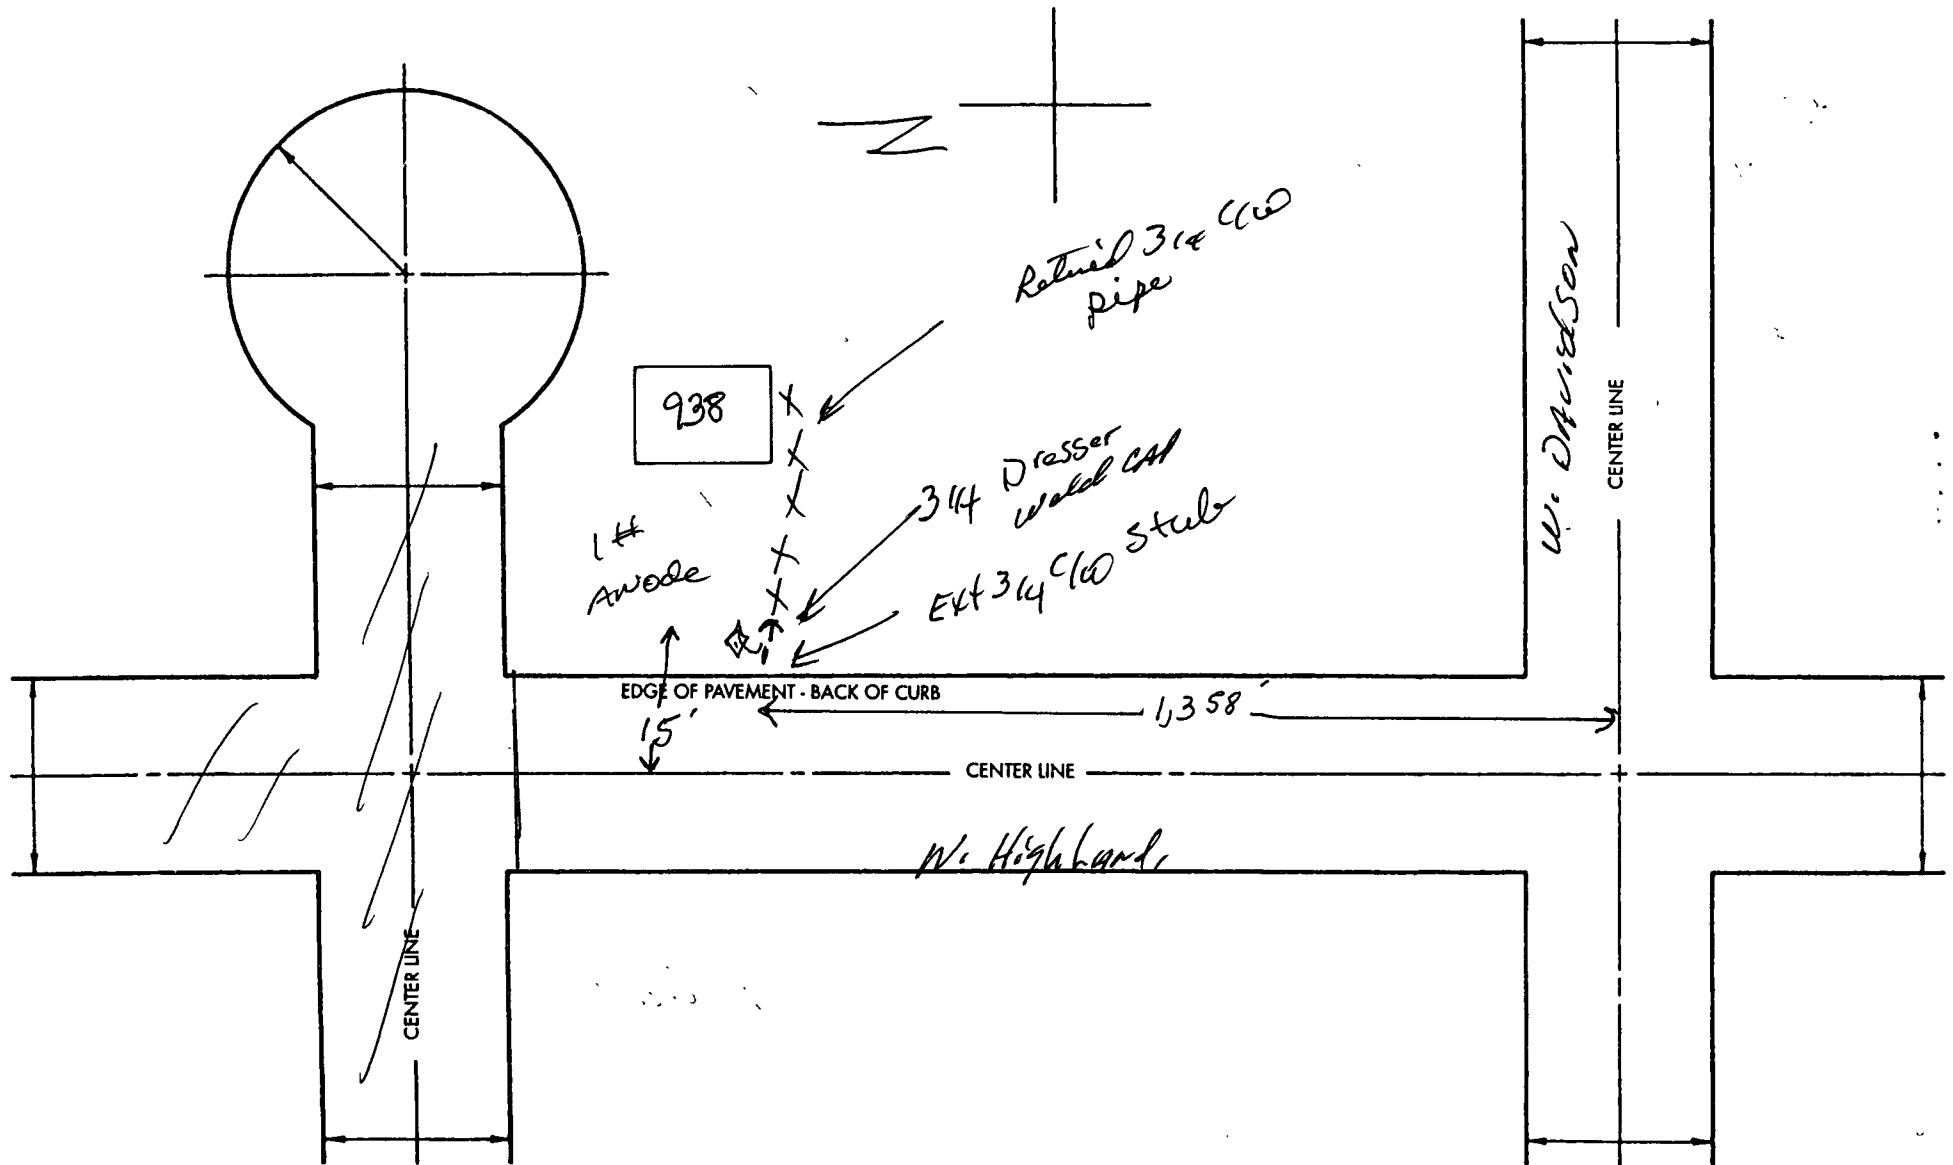 N
Retired 3/4 C/W
pipe
W. DAVIDSON
CENTER LINE
938
3/4 Dresser
weld CAP
Ext 3/4 C/W Stub
1#
ANODE
EDGE OF PAVEMENT - BACK OF CURB
1,358'
15'
CENTER LINE
W. Highland.
CENTER LINE